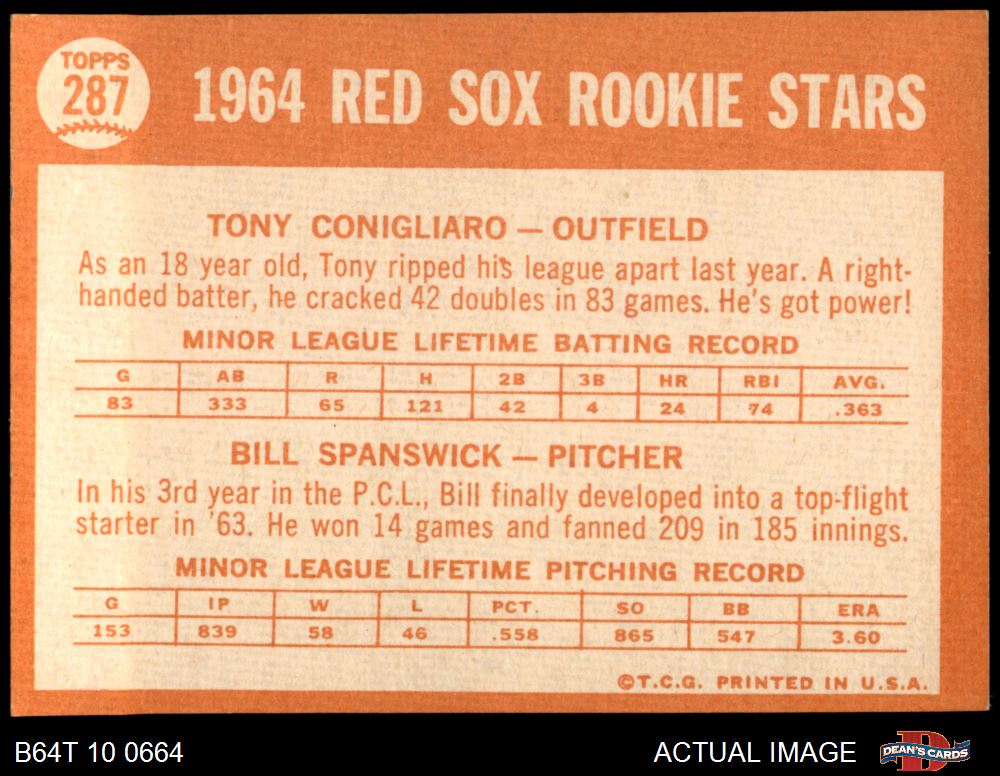 TOPPS
287
1964 RED SOX ROOKIE STARS
TONY CONIGLIARO — OUTFIELD
As an 18 year old, Tony ripped his league apart last year. A right-
handed batter, he cracked 42 doubles in 83 games. He's got power!
MINOR LEAGUE LIFETIME BATTING RECORD
G AB R H 2B 3B HR RBI AVG.
83 333 65 121 42 4 24 74 .363
BILL SPANSWICK — PITCHER
In his 3rd year in the P.C.L., Bill finally developed into a top-flight
starter in '63. He won 14 games and fanned 209 in 185 innings.
MINOR LEAGUE LIFETIME PITCHING RECORD
G IP W L PCT. SO BB ERA
153 839 58 46 .558 865 547 3.60
©T.C.G. PRINTED IN U.S.A.
B64T 10 0664 ACTUAL IMAGE D DEAN'S CARDS